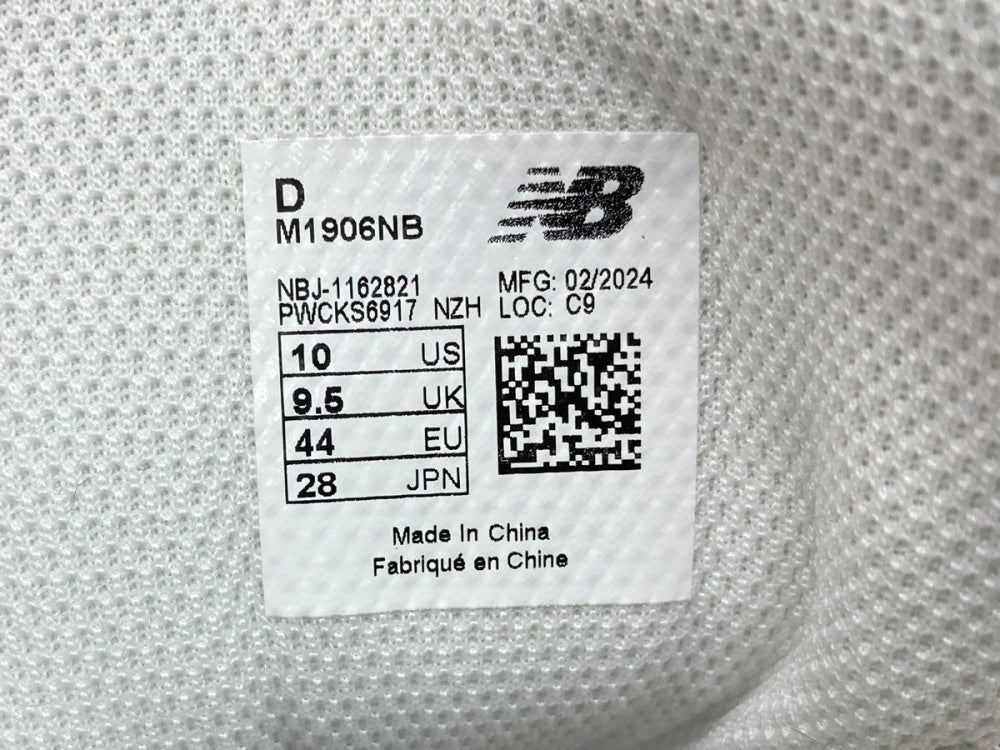 D
M1906NB
NB
NBJ-1162821
PWCKS6917 NZH
MFG: 02/2024
LOC: C9
10 US
9.5 UK
44 EU
28 JPN
Made In China
Fabriqué en Chine